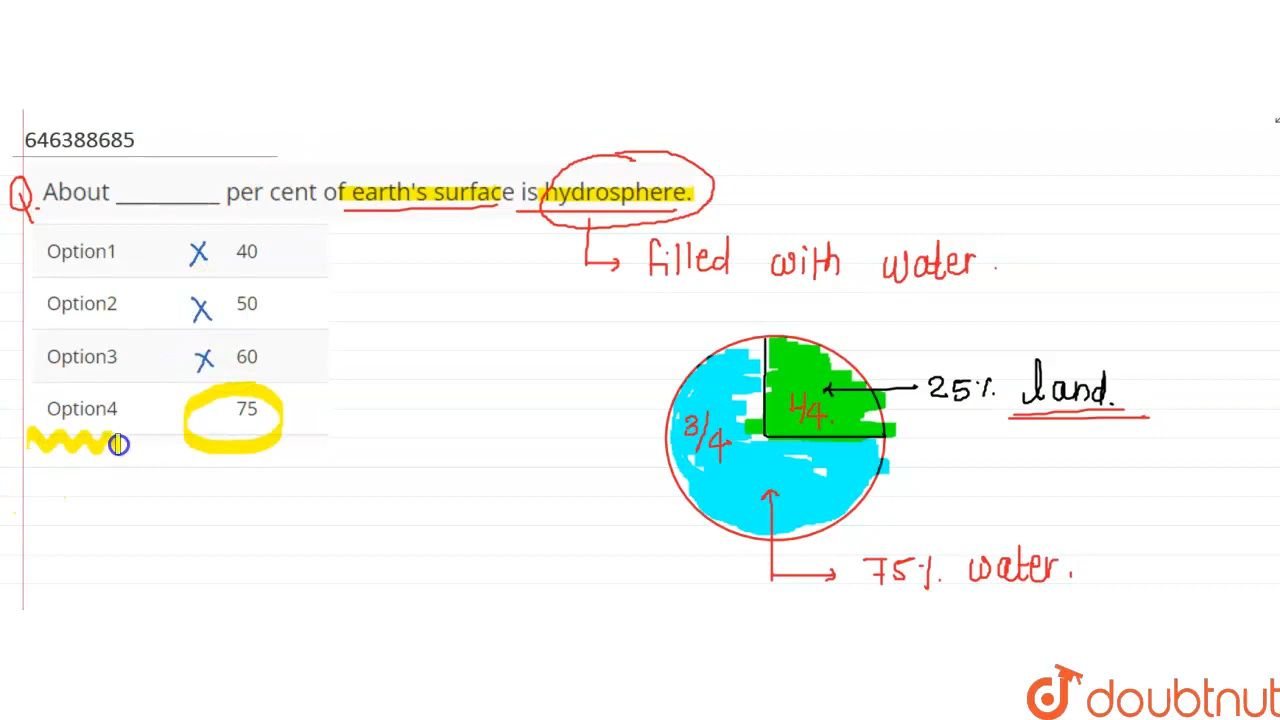 646388685
Q. About __________ per cent of earth's surface is hydrosphere.
Option1 X 40
Option2 X 50
Option3 X 60
Option4 75
filled with water.
3/4
1/4.
25% land.
75% water.
doubtnut